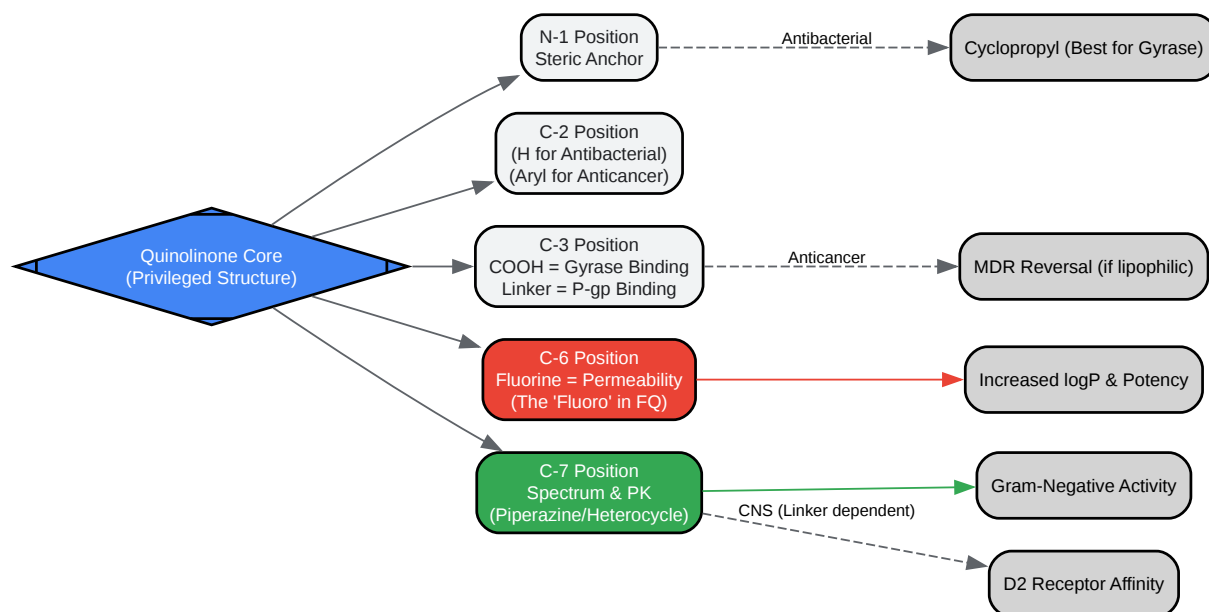 N-1 Position
Steric Anchor
Antibacterial
Cyclopropyl (Best for Gyrase)
C-2 Position
(H for Antibacterial)
(Aryl for Anticancer)
Quinolinone Core
(Privileged Structure)
C-3 Position
COOH = Gyrase Binding
Linker = P-gp Binding
Anticancer
MDR Reversal (if lipophilic)
C-6 Position
Fluorine = Permeability
(The 'Fluoro' in FQ)
Increased logP & Potency
C-7 Position
Spectrum & PK
(Piperazine/Heterocycle)
Gram-Negative Activity
CNS (Linker dependent)
D2 Receptor Affinity